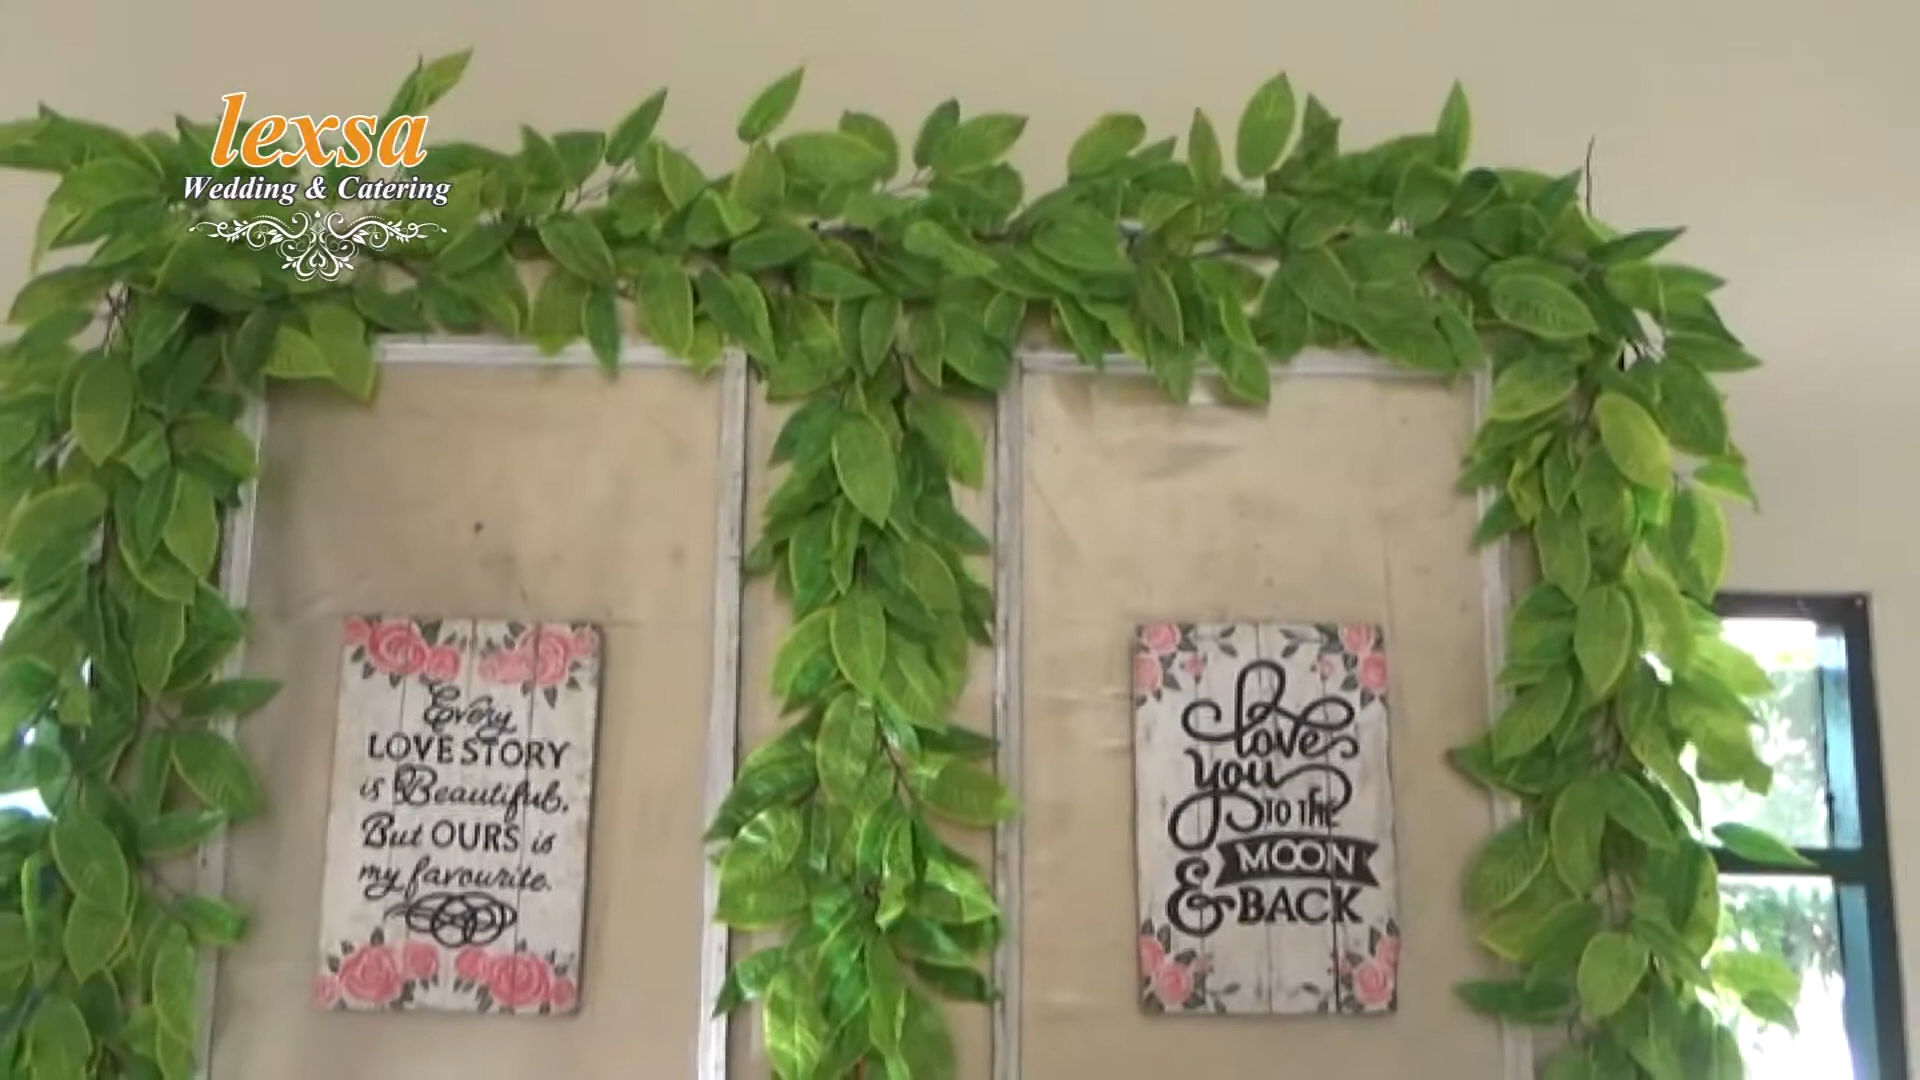 lexsa
Wedding & Catering
Every
LOVE STORY
is Beautiful,
But OURS is
my favourite.
love
you
TO THE
MOON
& BACK